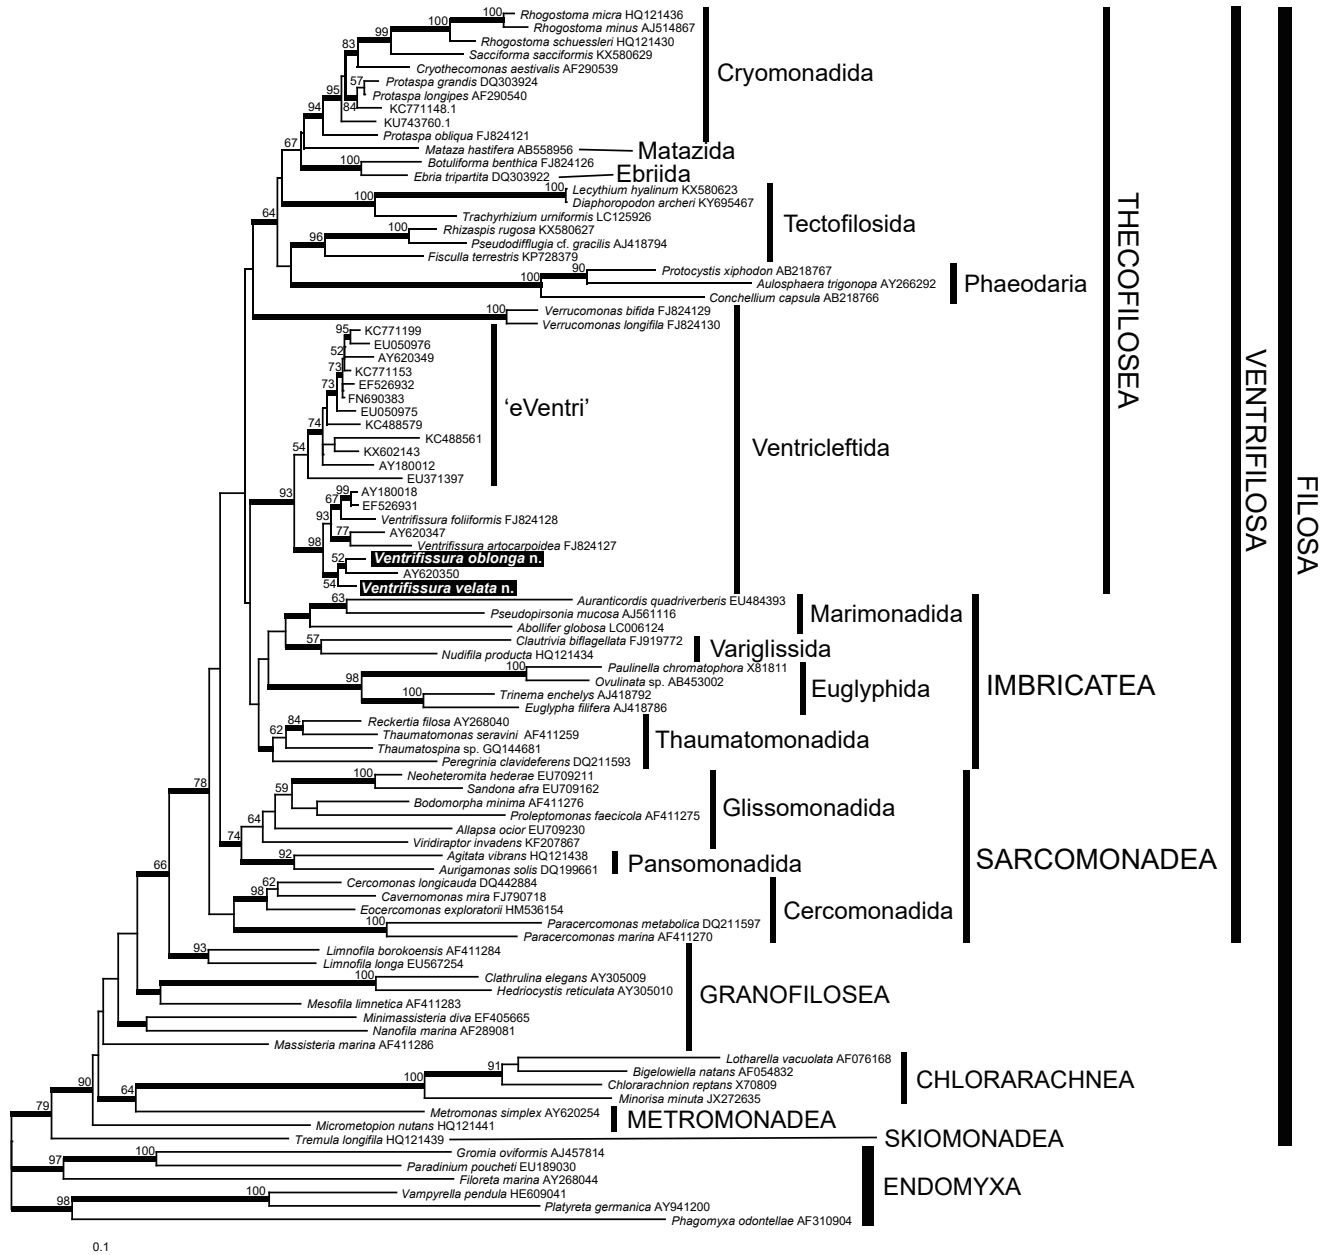 Rhogostoma micra HQ121436
Rhogostoma minus AJ514867
Rhogostoma schuessleri HQ121430
Sacciforma sacciformis KX580629
Cryothecomonas aestivalis AF290539
Protaspa grandis DQ303924
Protaspa longipes AF290540
KC771148.1
KU743760.1
Protaspa obliqua FJ824121
Cryomonadida
Mataza hastifera AB558956
Matazida
Botuliforma benthica FJ824126
Ebria tripartita DQ303922
Ebriida
Lecythium hyalinum KX580623
Diaphoropodon archeri KY695467
Trachyrhizium urniformis LC125926
Rhizaspis rugosa KX580627
Pseudodifflugia cf. gracilis AJ418794
Fisculla terrestris KP728379
Tectofilosida
Protocystis xiphodon AB218767
Aulosphaera trigonopa AY266292
Conchellium capsula AB218766
Phaeodaria
Verrucomonas bifida FJ824129
Verrucomonas longifila FJ824130
KC771199
EU050976
AY620349
KC771153
EF526932
FN690383
EU050975
KC488579
KC488561
KX602143
AY180012
EU371397
‘eVentri’
AY180018
EF526931
Ventrifissura foliiformis FJ824128
AY620347
Ventrifissura artocarpoidea FJ824127
Ventrifissura oblonga n.
AY620350
Ventrifissura velata n.
Ventricleftida
THECOFILOSEA
Auranticordis quadriverberis EU484393
Pseudopirsonia mucosa AJ561116
Abollifer globosa LC006124
Marimonadida
Clautrivia biflagellata FJ919772
Nudifila producta HQ121434
Variglissida
Paulinella chromatophora X81811
Ovulinata sp. AB453002
Trinema enchelys AJ418792
Euglypha filifera AJ418786
Euglyphida
Reckertia filosa AY268040
Thaumatomonas seravini AF411259
Thaumatospina sp. GQ144681
Peregrinia clavideferens DQ211593
Thaumatomonadida
IMBRICATEA
Neoheteromita hederae EU709211
Sandona afra EU709162
Bodomorpha minima AF411276
Proleptomonas faecicola AF411275
Allapsa ocior EU709230
Viridiraptor invadens KF207867
Glissomonadida
Agitata vibrans HQ121438
Aurigamonas solis DQ199661
Pansomonadida
Cercomonas longicauda DQ442884
Cavernomonas mira FJ790718
Eocercomonas exploratorii HM536154
Paracercomonas metabolica DQ211597
Paracercomonas marina AF411270
Cercomonadida
SARCOMONADEA
VENTRIFILOSA
Limnofila borokoensis AF411284
Limnofila longa EU567254
Clathrulina elegans AY305009
Hedriocystis reticulata AY305010
Mesofila limnetica AF411283
Minimassisteria diva EF405665
Nanofila marina AF289081
Massisteria marina AF411286
GRANOFILOSEA
Lotharella vacuolata AF076168
Bigelowiella natans AF054832
Chlorarachnion reptans X70809
Minorisa minuta JX272635
CHLORARACHNEA
Metromonas simplex AY620254
METROMONADEA
Micrometopion nutans HQ121441
Tremula longifila HQ121439
SKIOMONADEA
FILOSA
Gromia oviformis AJ457814
Paradinium poucheti EU189030
Filoreta marina AY268044
Vampyrella pendula HE609041
Platyreta germanica AY941200
Phagomyxa odontellae AF310904
ENDOMYXA
100
100
99
83
57
95
84
94
67
100
100
100
64
100
96
90
100
100
95
52
73
73
74
54
93
99
67
93
77
98
52
54
63
57
100
98
100
84
62
100
59
64
74
92
78
62
98
100
66
93
100
91
100
64
90
79
100
97
100
98
0.1